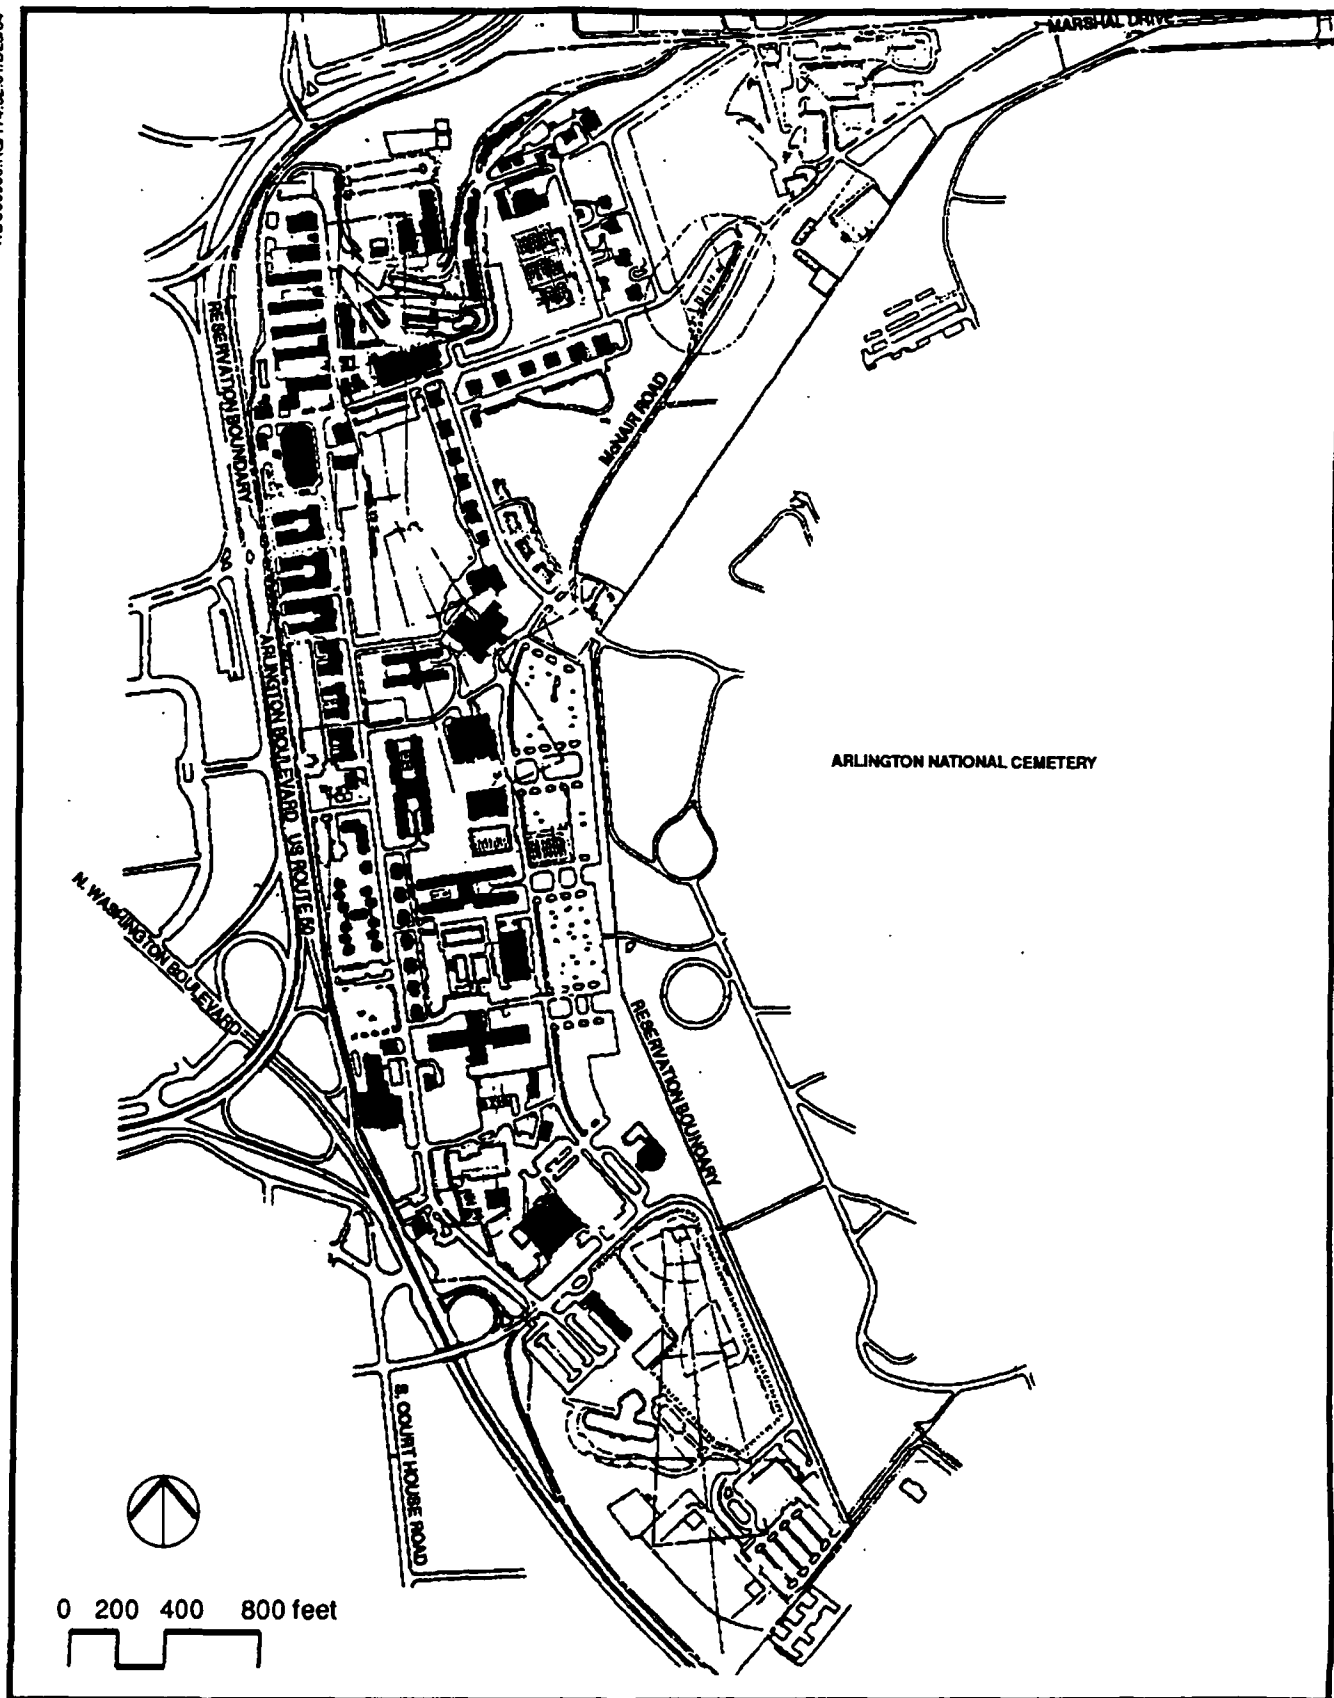 MARSHAL DRIVE
RESERVATION BOUNDARY
McNAIR ROAD
ARLINGTON BOULEVARD, US ROUTE 50
ARLINGTON NATIONAL CEMETERY
N. WASHINGTON BOULEVARD
RESERVATION BOUNDARY
S. COURT HOUSE ROAD
0 200 400 800 feet